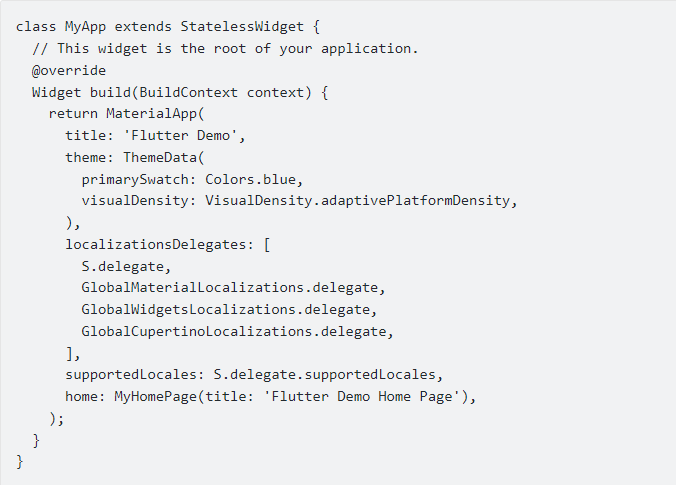 class MyApp extends StatelessWidget {
  // This widget is the root of your application.
  @override
  Widget build(BuildContext context) {
    return MaterialApp(
      title: 'Flutter Demo',
      theme: ThemeData(
        primarySwatch: Colors.blue,
        visualDensity: VisualDensity.adaptivePlatformDensity,
      ),
      localizationsDelegates: [
        S.delegate,
        GlobalMaterialLocalizations.delegate,
        GlobalWidgetsLocalizations.delegate,
        GlobalCupertinoLocalizations.delegate,
      ],
      supportedLocales: S.delegate.supportedLocales,
      home: MyHomePage(title: 'Flutter Demo Home Page'),
    );
  }
}